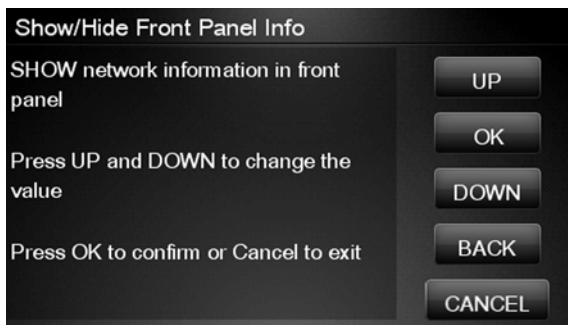 Show/Hide Front Panel Info
SHOW network information in front
panel
Press UP and DOWN to change the
value
Press OK to confirm or Cancel to exit
UP
OK
DOWN
BACK
CANCEL